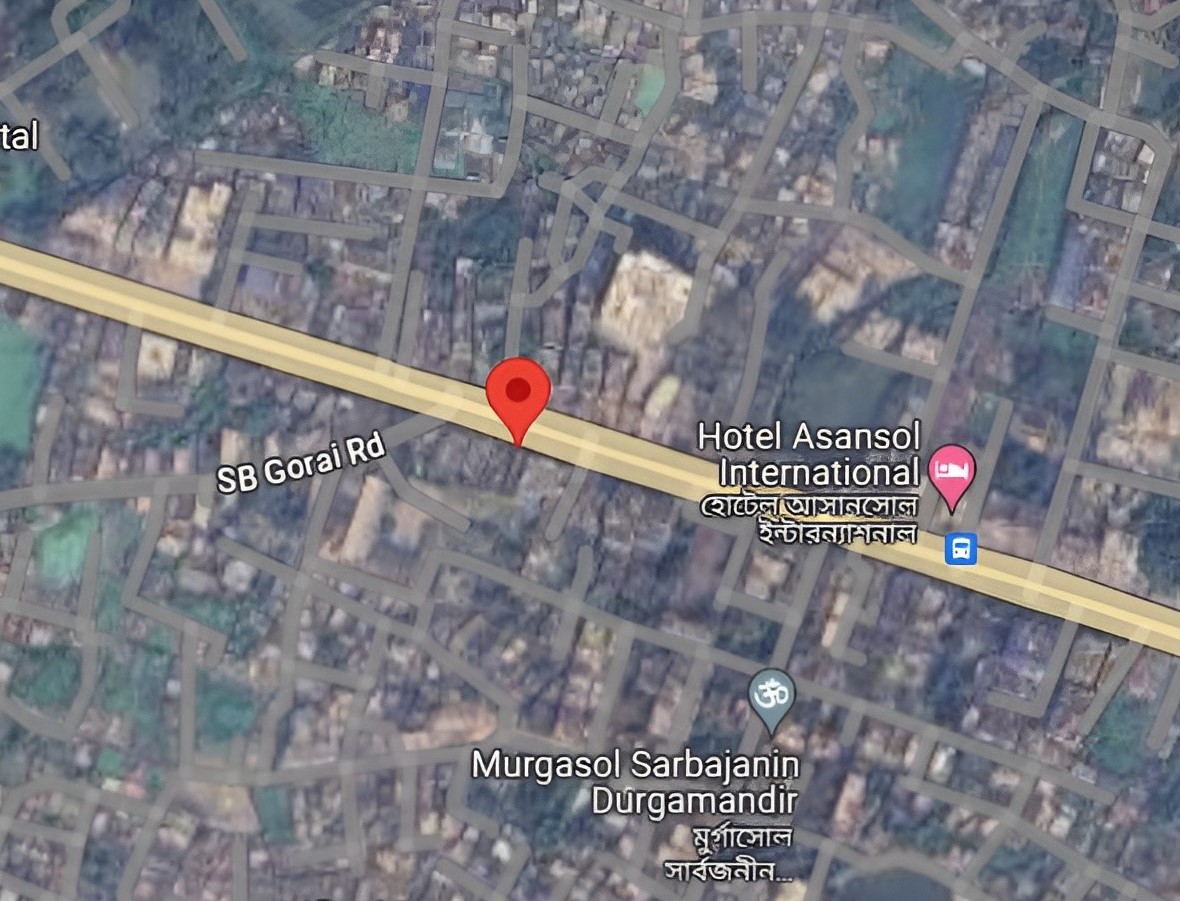 tal
SB Gorai Rd
Hotel Asansol
International
হোটেল আসানসোল
ইন্টারন্যাশনাল
Murgasol Sarbajanin
Durgamandir
মুর্গাসোল
সার্বজনীন...